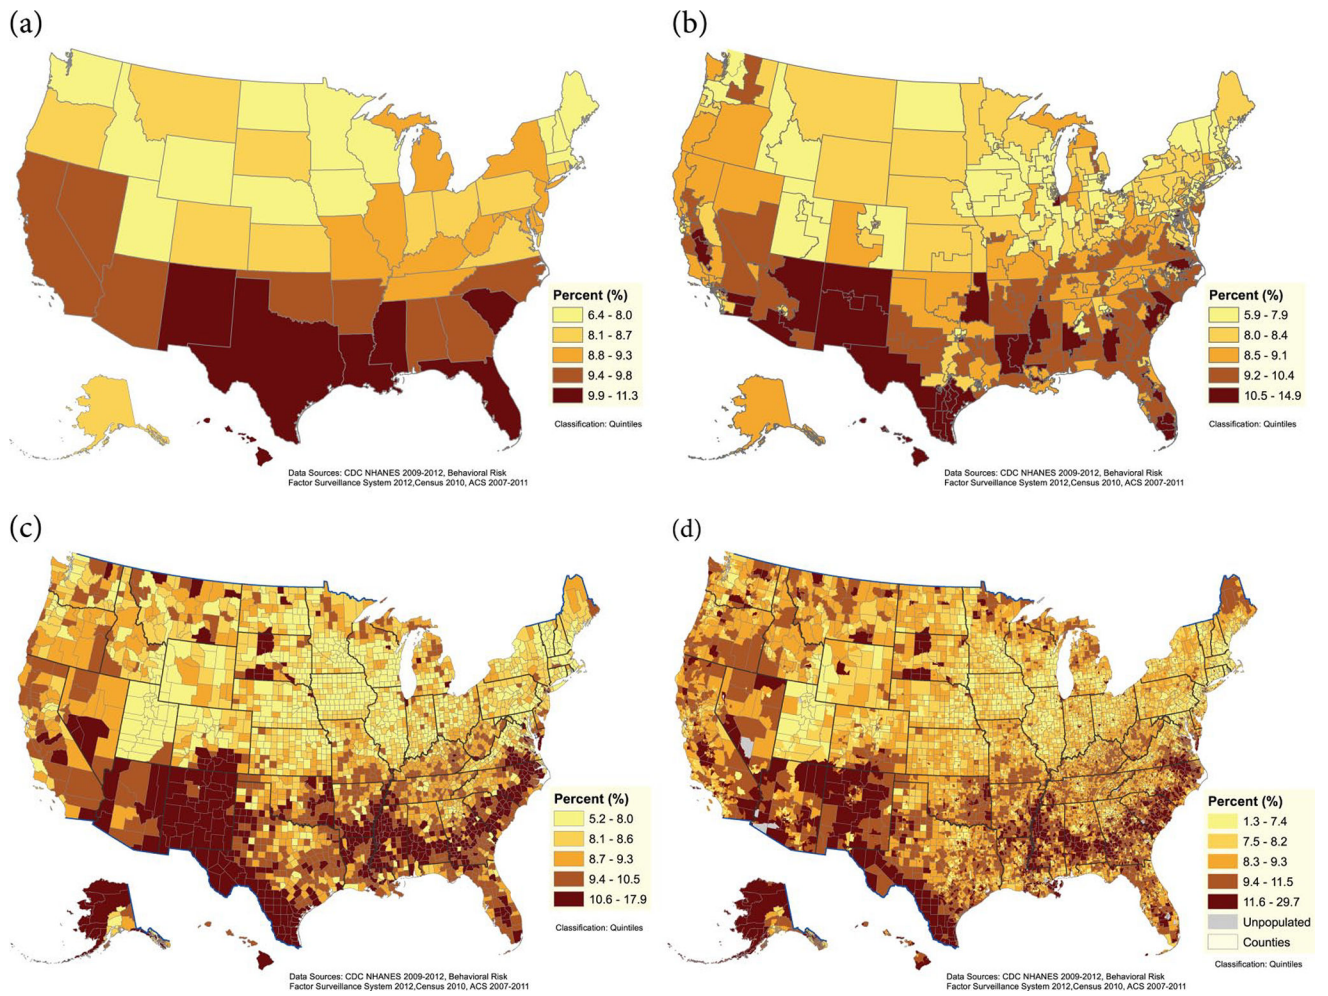 (a)
Percent (%)
6.4 - 8.0
8.1 - 8.7
8.8 - 9.3
9.4 - 9.8
9.9 - 11.3
Classification: Quintiles
Data Sources: CDC NHANES 2009-2012, Behavioral Risk
Factor Surveillance System 2012,Census 2010, ACS 2007-2011
(b)
Percent (%)
5.9 - 7.9
8.0 - 8.4
8.5 - 9.1
9.2 - 10.4
10.5 - 14.9
Classification: Quintiles
Data Sources: CDC NHANES 2009-2012, Behavioral Risk
Factor Surveillance System 2012,Census 2010, ACS 2007-2011
(c)
Percent (%)
5.2 - 8.0
8.1 - 8.6
8.7 - 9.3
9.4 - 10.5
10.6 - 17.9
Classification: Quintiles
Data Sources: CDC NHANES 2009-2012, Behavioral Risk
Factor Surveillance System 2012,Census 2010, ACS 2007-2011
(d)
Percent (%)
1.3 - 7.4
7.5 - 8.2
8.3 - 9.3
9.4 - 11.5
11.6 - 29.7
Unpopulated
Counties
Classification: Quintiles
Data Sources: CDC NHANES 2009-2012, Behavioral Risk
Factor Surveillance System 2012,Census 2010, ACS 2007-2011